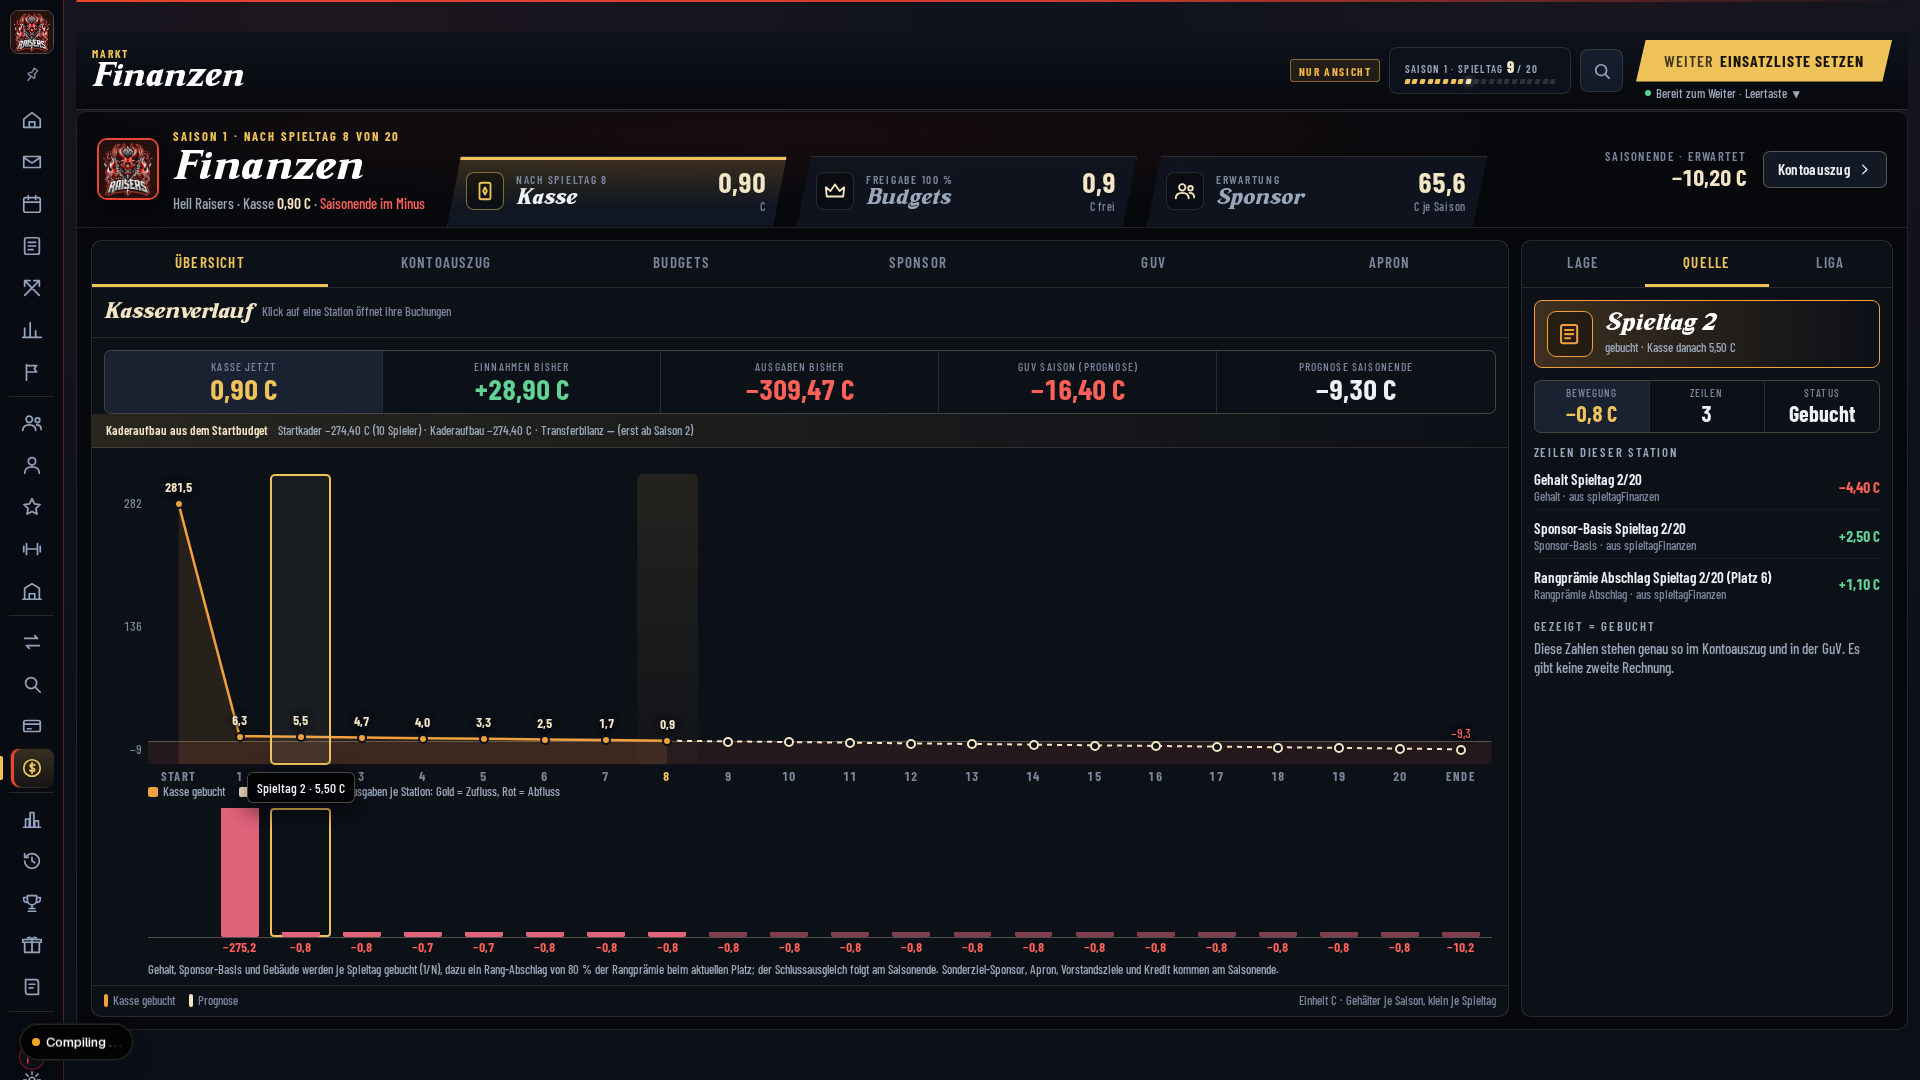 MARKT
Finanzen
NUR ANSICHT
SAISON 1 · SPIELTAG 9 / 20
WEITER EINSATZLISTE SETZEN
Bereit zum Weiter · Leertaste ▼
RAISERS
SAISON 1 · NACH SPIELTAG 8 VON 20
Finanzen
Hell Raisers · Kasse 0,90 C · Saisonende im Minus
NACH SPIELTAG 8
Kasse
0,90
C
FREIGABE 100 %
Budgets
0,9
C frei
ERWARTUNG
Sponsor
65,6
C je Saison
SAISONENDE · ERWARTET
−10,20 C
Kontoauszug
ÜBERSICHT
KONTOAUSZUG
BUDGETS
SPONSOR
GUV
APRON
Kassenverlauf Klick auf eine Station öffnet ihre Buchungen
KASSE JETZT
0,90 C
EINNAHMEN BISHER
+28,90 C
AUSGABEN BISHER
−309,47 C
GUV SAISON (PROGNOSE)
−16,40 C
PROGNOSE SAISONENDE
−9,30 C
Kaderaufbau aus dem Startbudget Startkader −274,40 C (10 Spieler) · Kaderaufbau −274,40 C · Transferbilanz — (erst ab Saison 2)
282
136
−9
281,5 6,3 5,5 4,7 4,0 3,3 2,5 1,7 0,9 −9,3
START 1 3 4 5 6 7 8 9 10 11 12 13 14 15 16 17 18 19 20 ENDE
Spieltag 2 · 5,50 C
Kasse gebucht
usgaben je Station: Gold = Zufluss, Rot = Abfluss
−275,2 −0,8 −0,8 −0,7 −0,7 −0,8 −0,8 −0,8 −0,8 −0,8 −0,8 −0,8 −0,8 −0,8 −0,8 −0,8 −0,8 −0,8 −0,8 −0,8 −10,2
Gehalt, Sponsor-Basis und Gebäude werden je Spieltag gebucht (1/N), dazu ein Rang-Abschlag von 80 % der Rangprämie beim aktuellen Platz; der Schlussausgleich folgt am Saisonende. Sonderziel-Sponsor, Apron, Vorstandsziele und Kredit kommen am Saisonende.
Kasse gebucht
Prognose
Einheit C · Gehälter je Saison, klein je Spieltag
LAGE
QUELLE
LIGA
Spieltag 2
gebucht · Kasse danach 5,50 C
BEWEGUNG
−0,8 C
ZEILEN
3
STATUS
Gebucht
ZEILEN DIESER STATION
Gehalt Spieltag 2/20
Gehalt · aus spieltagFinanzen
−4,40 C
Sponsor-Basis Spieltag 2/20
Sponsor-Basis · aus spieltagFinanzen
+2,50 C
Rangprämie Abschlag Spieltag 2/20 (Platz 6)
Rangprämie Abschlag · aus spieltagFinanzen
+1,10 C
GEZEIGT = GEBUCHT
Diese Zahlen stehen genau so im Kontoauszug und in der GuV. Es
gibt keine zweite Rechnung.
Compiling ...